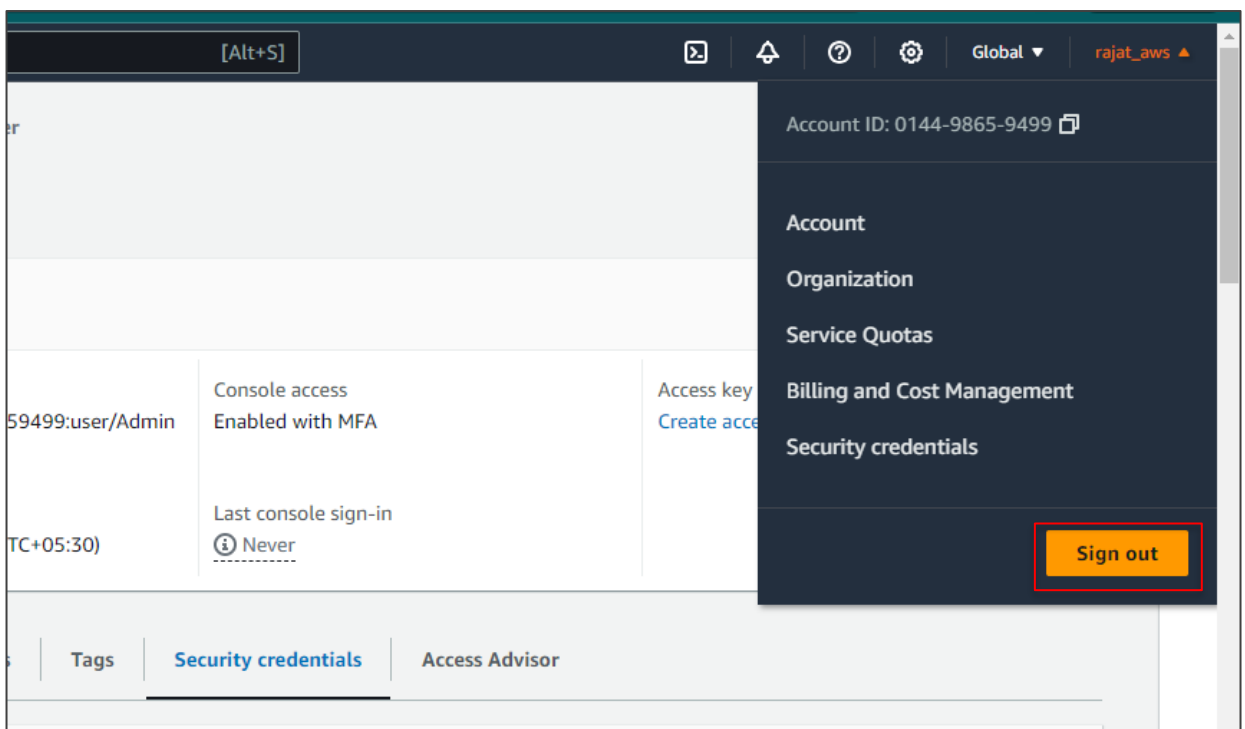 [Alt+S]
Global
rajat_aws
er
Account ID: 0144-9865-9499
Account
Organization
Service Quotas
Billing and Cost Management
Security credentials
Sign out
Console access
Access key
59499:user/Admin
Enabled with MFA
Create acce
Last console sign-in
TC+05:30)
Never
s
Tags
Security credentials
Access Advisor